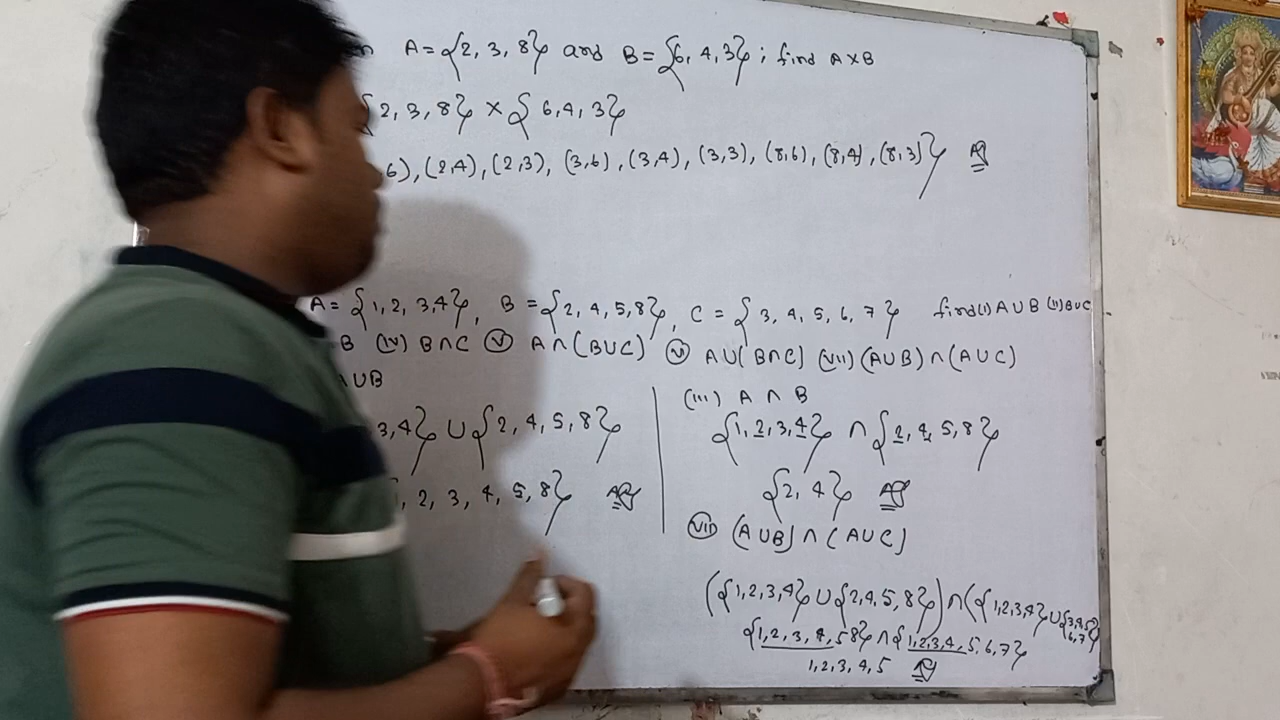 A = {2, 3, 8} and B = {6, 4, 3} ; find A×B
{2, 3, 8} × {6, 4, 3}
6), (2,4), (2,3), (3,6), (3,4), (3,3), (8,6), (8,4), (8,3)}
A = {1, 2, 3, 4}, B = {2, 4, 5, 8}, C = {3, 4, 5, 6, 7} find (i) A∪B (ii) B∪C
B (iv) B∩C (v) A∩(B∪C) (vi) A∪(B∩C) (vii) (A∪B)∩(A∪C)
A∪B
3, 4} ∪ {2, 4, 5, 8}
1, 2, 3, 4, 5, 8}
(iii) A ∩ B
{1, 2, 3, 4} ∩ {2, 4, 5, 8}
{2, 4}
(vii) (A∪B) ∩ (A∪C)
({1,2,3,4} ∪ {2,4,5,8}) ∩ ({1,2,3,4} ∪ {3,4,5
6,7}
{1, 2, 3, 4, 5 8} ∩ {1,2,3,4, 5, 6, 7}
1, 2, 3, 4, 5